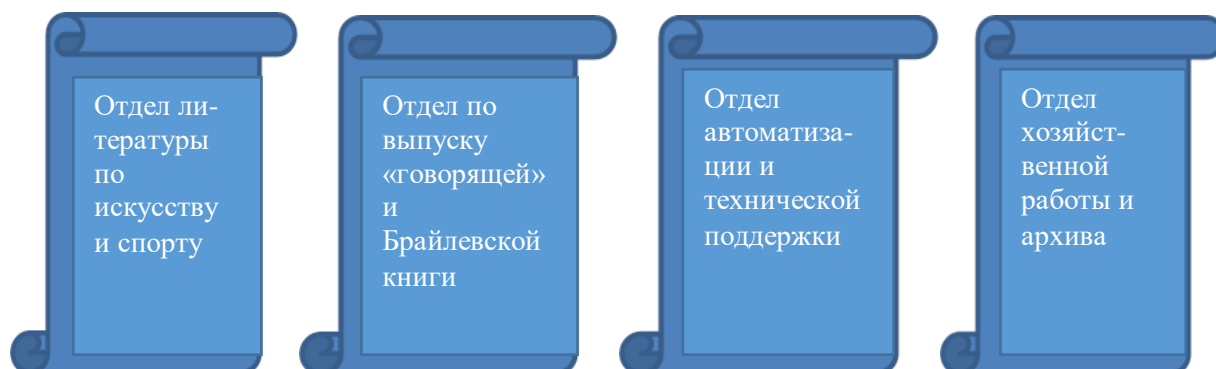 Отдел ли-
тературы
по
искусству
и спорту
Отдел по
выпуску
«говорящей»
и
Брайлевской
книги
Отдел
автоматиза-
ции и
технической
поддержки
Отдел
хозяйст-
венной
работы и
архива